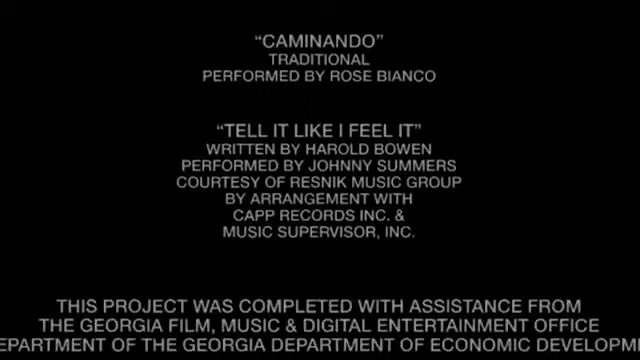 “CAMINANDO”
TRADITIONAL
PERFORMED BY ROSE BIANCO
“TELL IT LIKE I FEEL IT”
WRITTEN BY HAROLD BOWEN
PERFORMED BY JOHNNY SUMMERS
COURTESY OF RESNIK MUSIC GROUP
BY ARRANGEMENT WITH
CAPP RECORDS INC. &
MUSIC SUPERVISOR, INC.
THIS PROJECT WAS COMPLETED WITH ASSISTANCE FROM
THE GEORGIA FILM, MUSIC & DIGITAL ENTERTAINMENT OFFICE
EPARTMENT OF THE GEORGIA DEPARTMENT OF ECONOMIC DEVELOPM